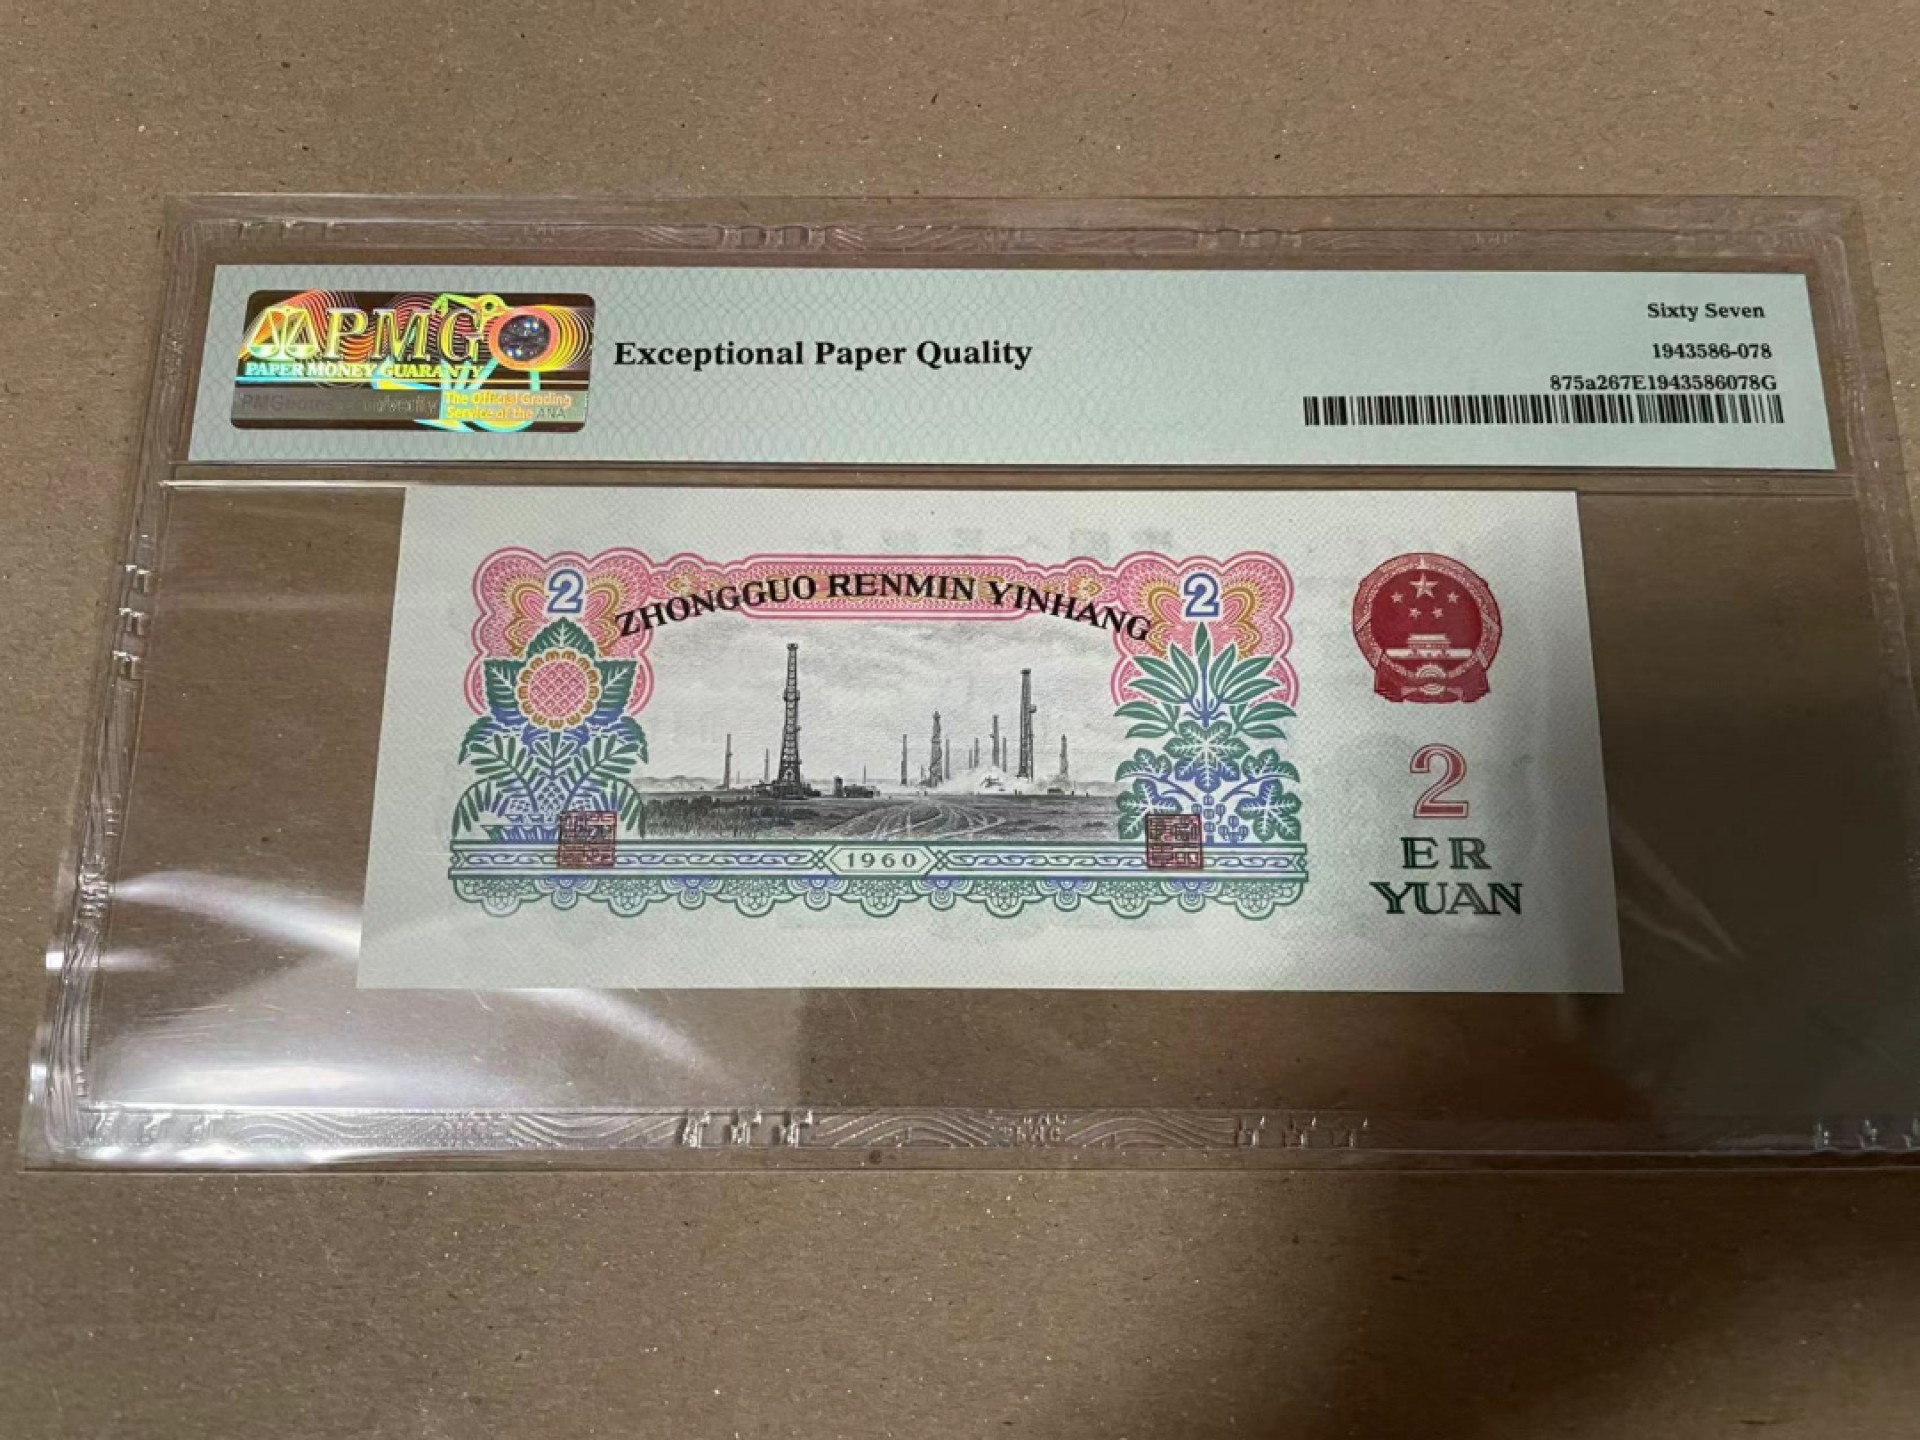 PMG
PAPER MONEY GUARANTY
The Official Grading
Service of the ANA
Exceptional Paper Quality
Sixty Seven
1943586-078
875a267E1943586078G
2
ZHONGGUO RENMIN YINHANG
2
1960
2
ER
YUAN